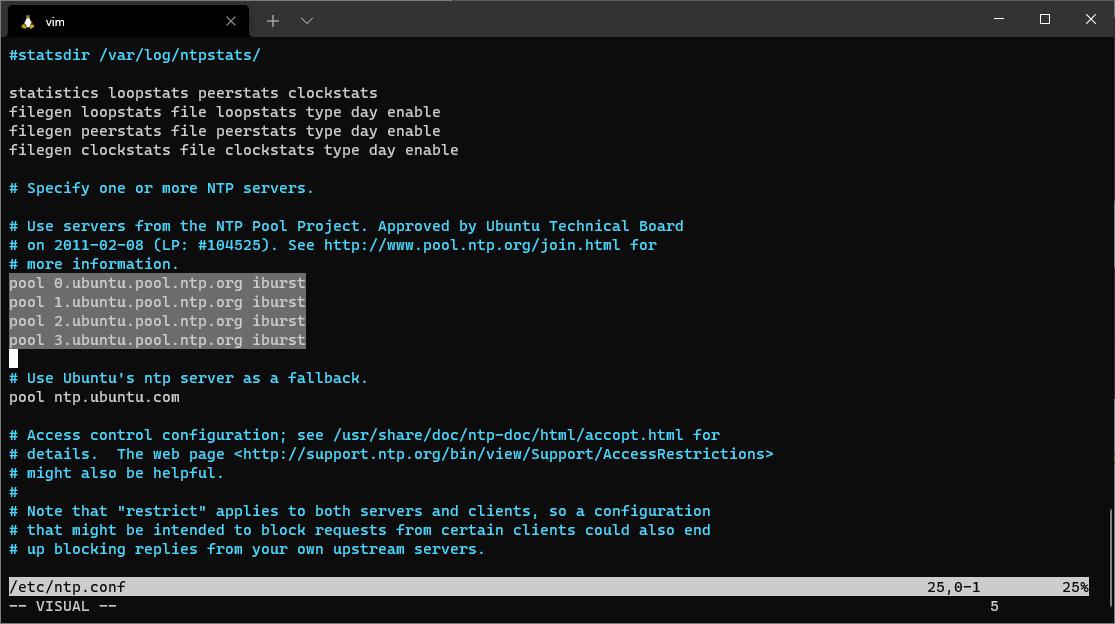 vim
#statsdir /var/log/ntpstats/
statistics loopstats peerstats clockstats
filegen loopstats file loopstats type day enable
filegen peerstats file peerstats type day enable
filegen clockstats file clockstats type day enable
# Specify one or more NTP servers.
# Use servers from the NTP Pool Project. Approved by Ubuntu Technical Board
# on 2011-02-08 (LP: #104525). See http://www.pool.ntp.org/join.html for
# more information.
pool 0.ubuntu.pool.ntp.org iburst
pool 1.ubuntu.pool.ntp.org iburst
pool 2.ubuntu.pool.ntp.org iburst
pool 3.ubuntu.pool.ntp.org iburst
# Use Ubuntu's ntp server as a fallback.
pool ntp.ubuntu.com
# Access control configuration; see /usr/share/doc/ntp-doc/html/accopt.html for
# details.  The web page <http://support.ntp.org/bin/view/Support/AccessRestrictions>
# might also be helpful.
#
# Note that "restrict" applies to both servers and clients, so a configuration
# that might be intended to block requests from certain clients could also end
# up blocking replies from your own upstream servers.
/etc/ntp.conf 25,0-1 25%
-- VISUAL -- 5